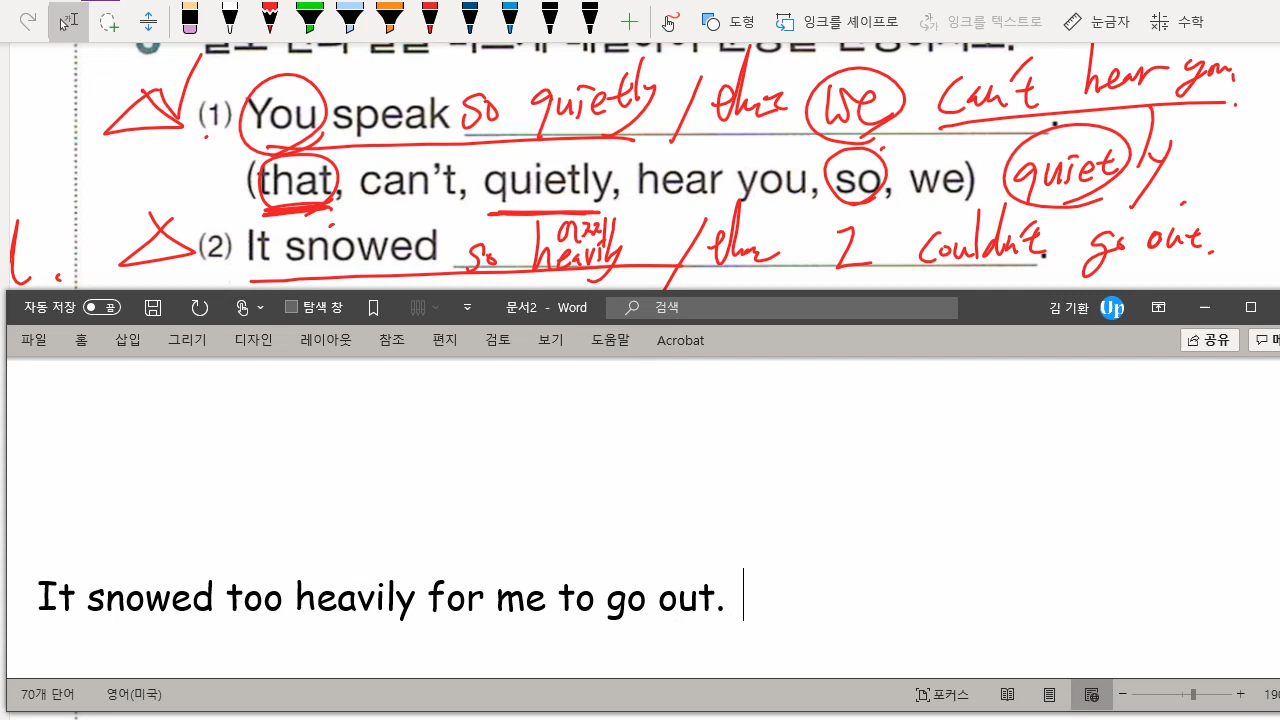 도형 잉크를 셰이프로 잉크를 텍스트로 눈금자 수학
(1) You speak so quietly / that we can't hear you.
(that, can't, quietly, hear you, so, we) quietly
(2) It snowed so heavily / that I couldn't go out.
자동 저장 끔 탐색 창 문서2 - Word 검색 김 기환 Up
파일 홈 삽입 그리기 디자인 레이아웃 참조 편지 검토 보기 도움말 Acrobat 공유
It snowed too heavily for me to go out.
70개 단어 영어(미국) 포커스